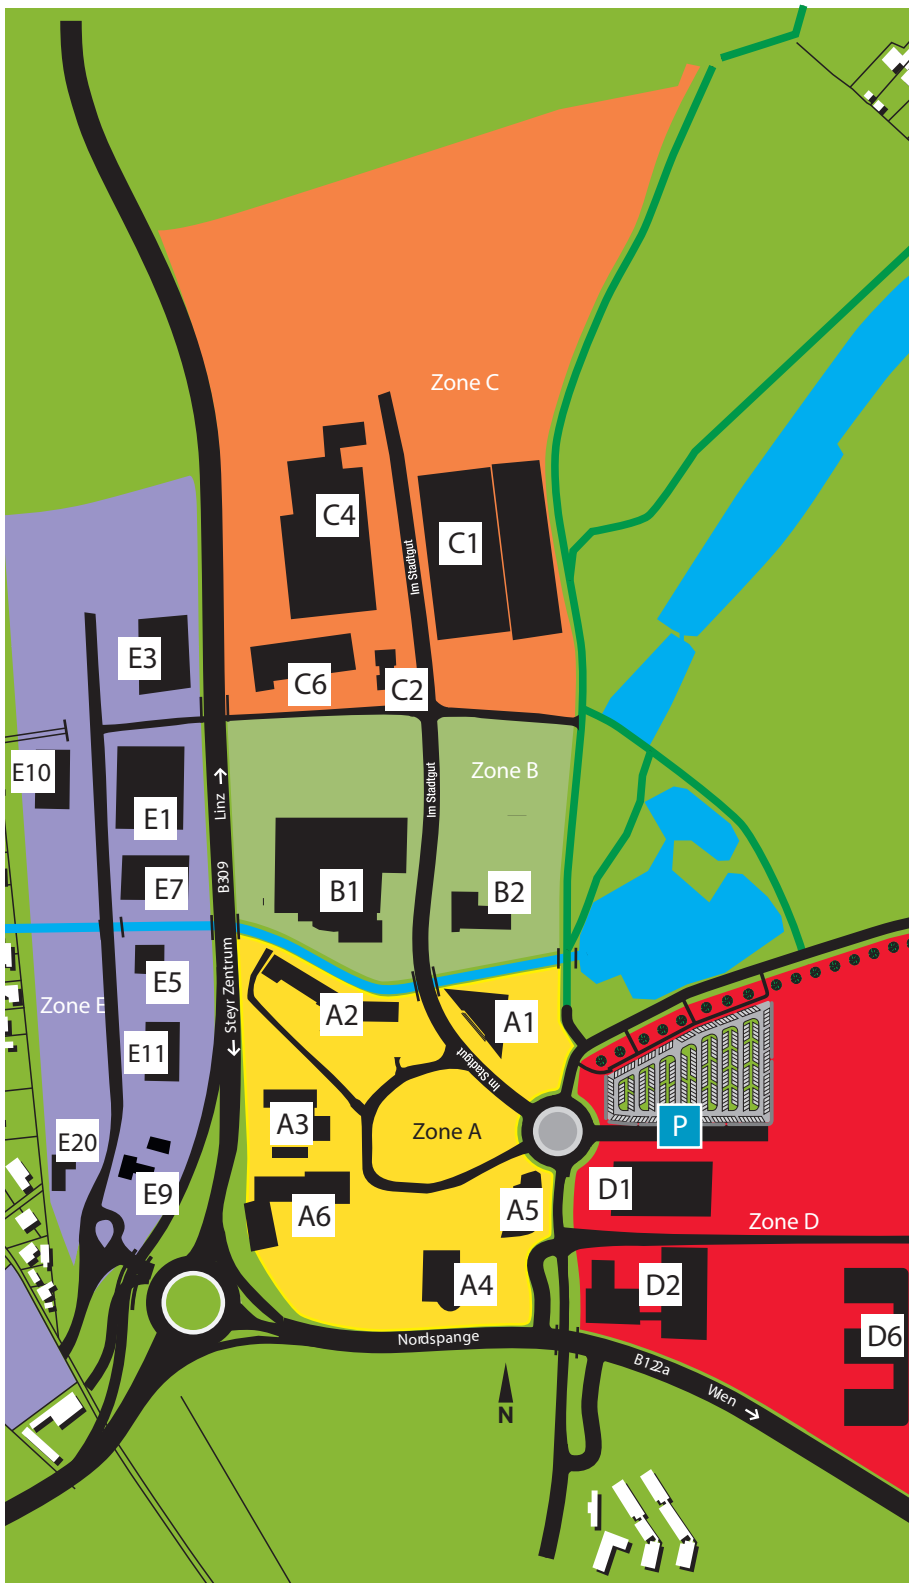 Zone C
C4
C1
Im Stadtgut
E3
C6
C2
E10
Zone B
Linz →
Im Stadtgut
E1
B309
E7
B1
B2
E5
Steyr Zentrum
←
Zone E
A2
A1
E11
Im Stadtgut
A3
Zone A
P
E20
E9
D1
A6
A5
Zone D
A4
D2
D6
Nordspange
B122a
Wien →
N